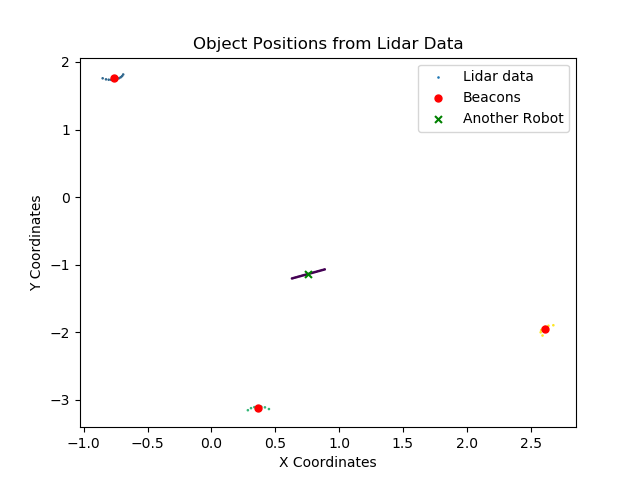 Object Positions from Lidar Data
2
1
0
−1
−2
−3
Y Coordinates
Lidar data
Beacons
Another Robot
−1.0 −0.5 0.0 0.5 1.0 1.5 2.0 2.5
X Coordinates